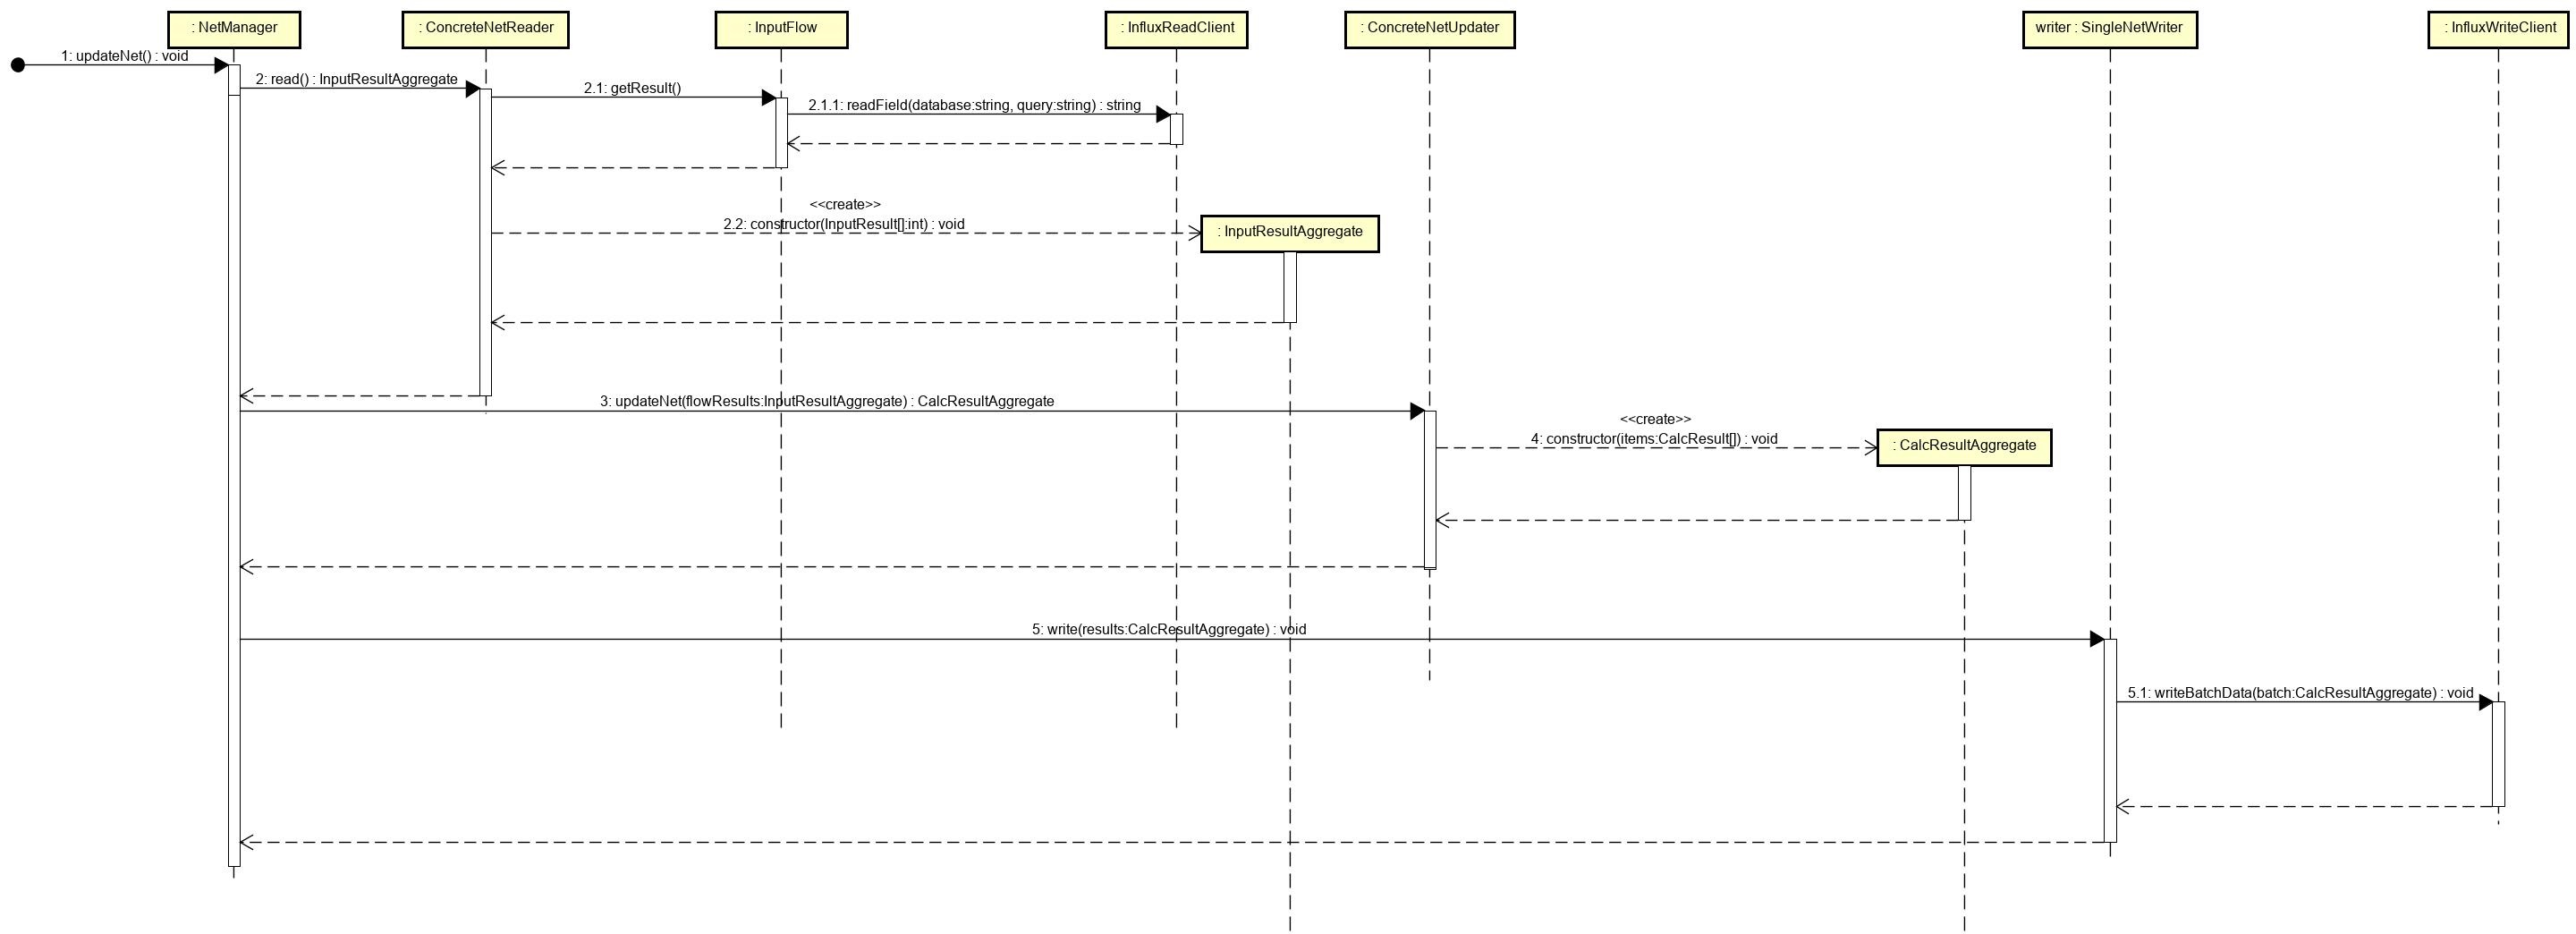 : NetManager
: ConcreteNetReader
: InputFlow
: InfluxReadClient
: ConcreteNetUpdater
writer : SingleNetWriter
: InfluxWriteClient
1: updateNet() : void
2: read() : InputResultAggregate
2.1: getResult()
2.1.1: readField(database:string, query:string) : string
<<create>>
2.2: constructor(InputResult[]:int) : void
: InputResultAggregate
3: updateNet(flowResults:InputResultAggregate) : CalcResultAggregate
<<create>>
4: constructor(items:CalcResult[]) : void
: CalcResultAggregate
5: write(results:CalcResultAggregate) : void
5.1: writeBatchData(batch:CalcResultAggregate) : void